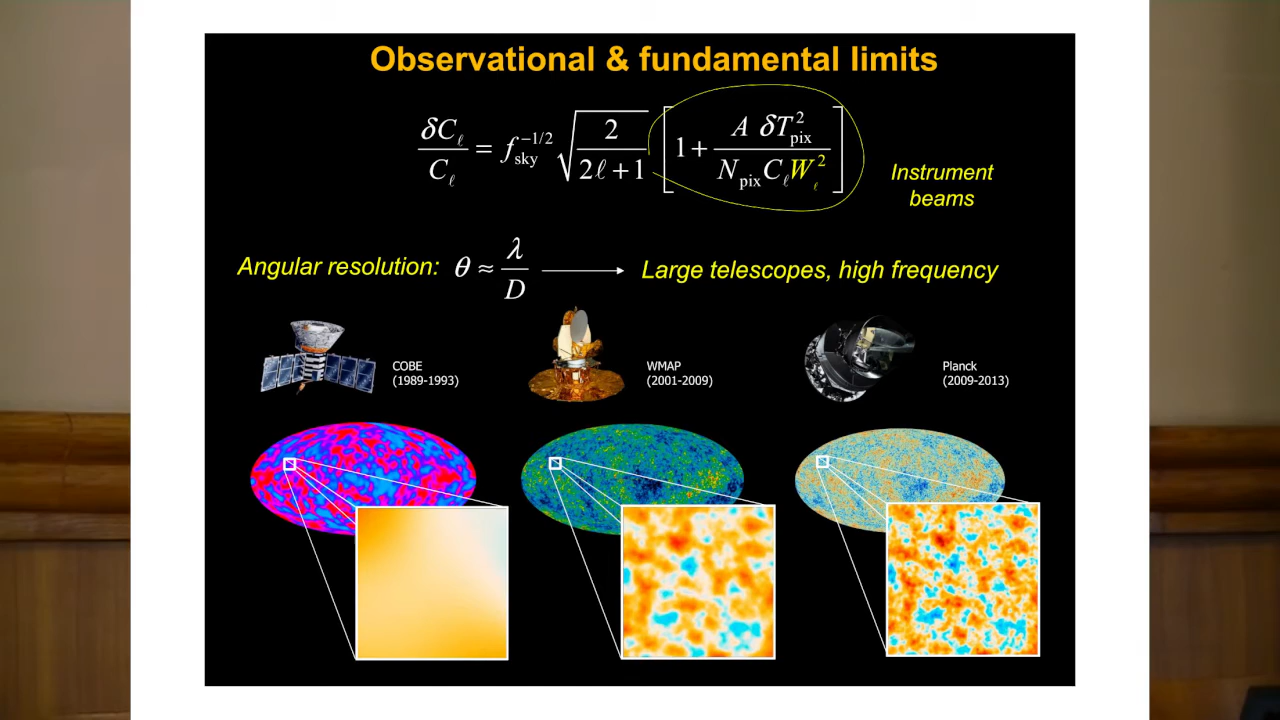 Observational & fundamental limits
δC_ℓ / C_ℓ = f_sky^{-1/2} √(2 / (2ℓ + 1)) [1 + A δT²_pix / (N_pix C_ℓ W_ℓ²)]
Instrument
beams
Angular resolution: θ ≈ λ / D → Large telescopes, high frequency
COBE
(1989-1993)
WMAP
(2001-2009)
Planck
(2009-2013)